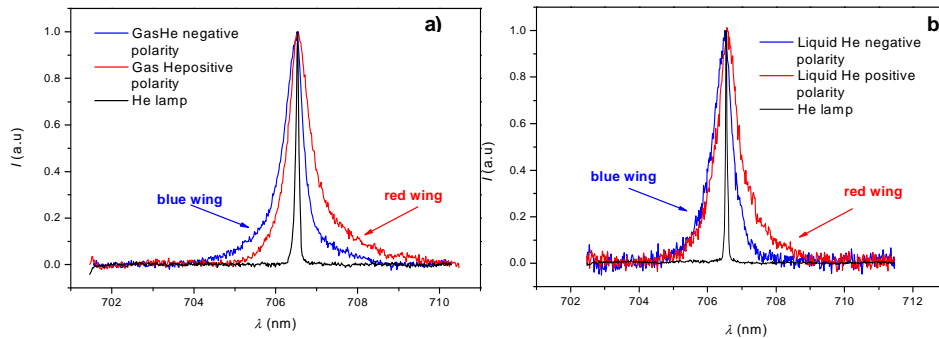 a)
GasHe negative
polarity
Gas Hepositive
polarity
He lamp
blue wing
red wing
I (a.u)
1.0
0.8
0.6
0.4
0.2
0.0
702
704
706
708
710
λ (nm)
b
Liquid He negative
polarity
Liquid He positive
polarity
He lamp
blue wing
red wing
I (a.u)
1.0
0.8
0.6
0.4
0.2
0.0
702
704
706
708
710
712
λ (nm)